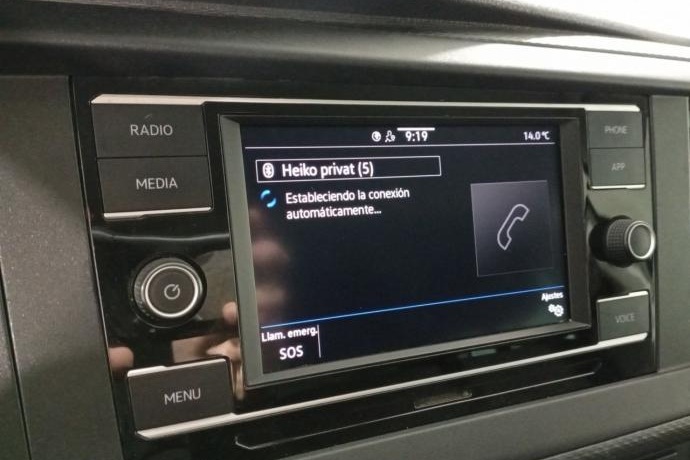 RADIO
MEDIA
MENU
9:19
14.0 °C
Heiko privat (5)
Estableciendo la conexión
automáticamente...
Ajustes
Llam. emerg.
SOS
PHONE
APP
VOICE